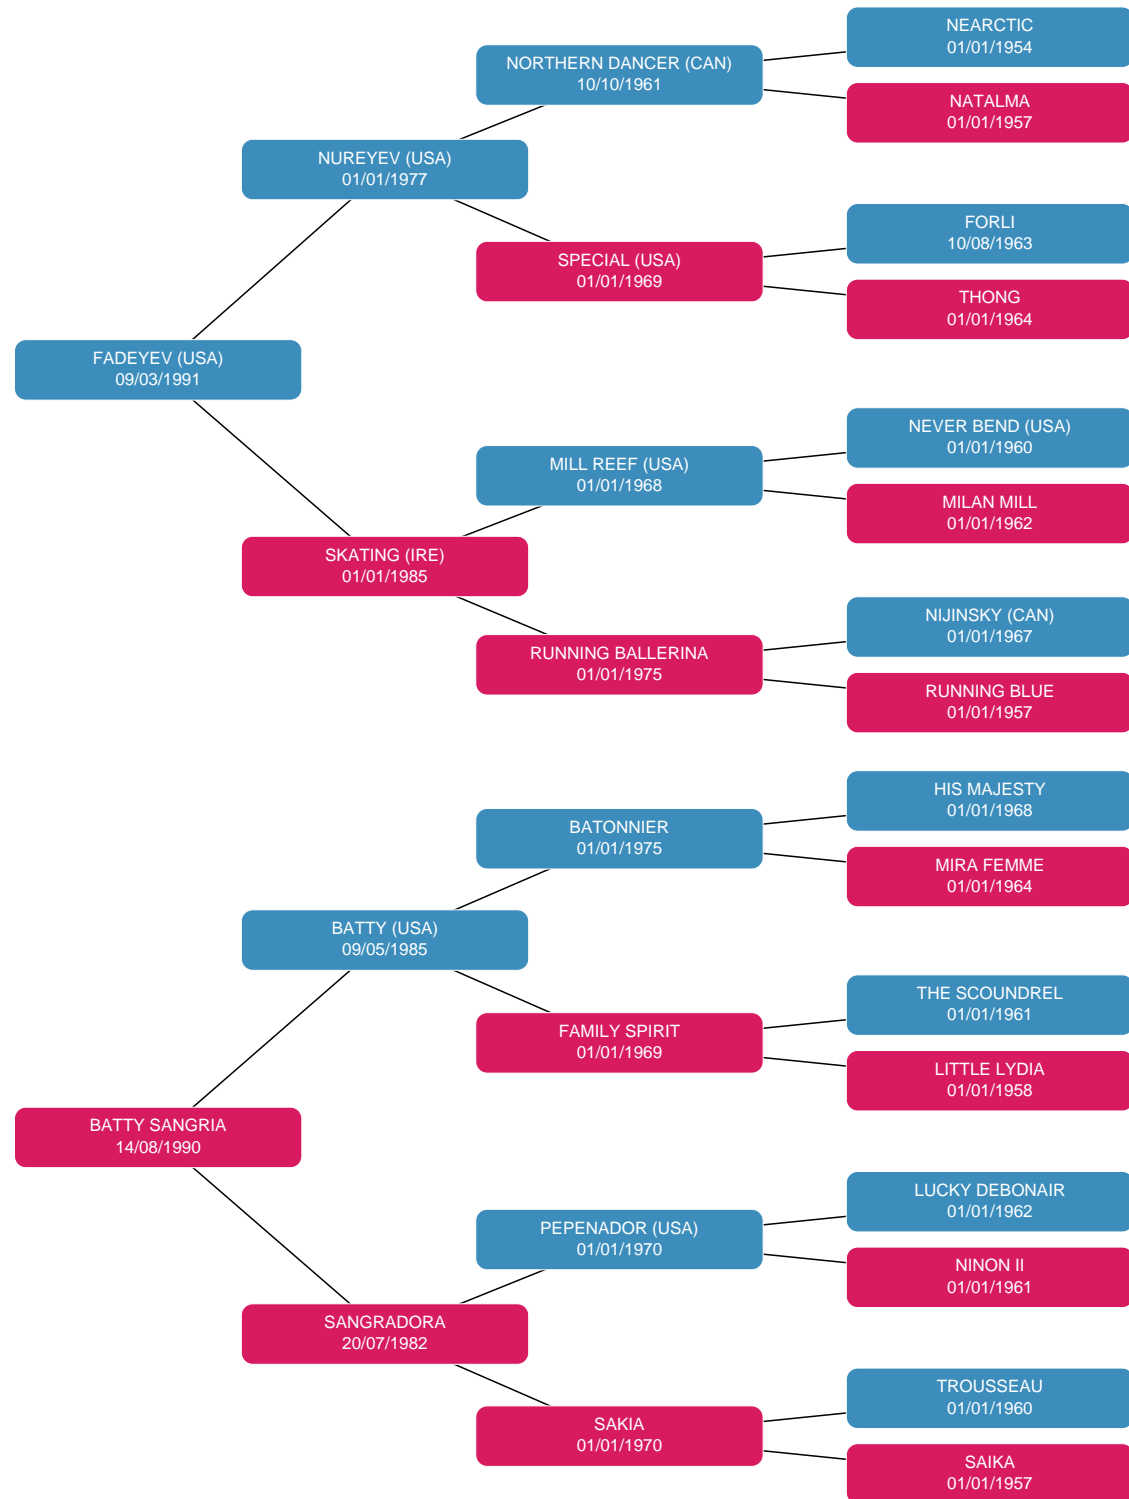 NEARCTIC
01/01/1954
NORTHERN DANCER (CAN)
10/10/1961
NATALMA
01/01/1957
NUREYEV (USA)
01/01/1977
FORLI
10/08/1963
SPECIAL (USA)
01/01/1969
THONG
01/01/1964
FADEYEV (USA)
09/03/1991
NEVER BEND (USA)
01/01/1960
MILL REEF (USA)
01/01/1968
MILAN MILL
01/01/1962
SKATING (IRE)
01/01/1985
NIJINSKY (CAN)
01/01/1967
RUNNING BALLERINA
01/01/1975
RUNNING BLUE
01/01/1957
HIS MAJESTY
01/01/1968
BATONNIER
01/01/1975
MIRA FEMME
01/01/1964
BATTY (USA)
09/05/1985
THE SCOUNDREL
01/01/1961
FAMILY SPIRIT
01/01/1969
LITTLE LYDIA
01/01/1958
BATTY SANGRIA
14/08/1990
LUCKY DEBONAIR
01/01/1962
PEPENADOR (USA)
01/01/1970
NINON II
01/01/1961
SANGRADORA
20/07/1982
TROUSSEAU
01/01/1960
SAKIA
01/01/1970
SAIKA
01/01/1957